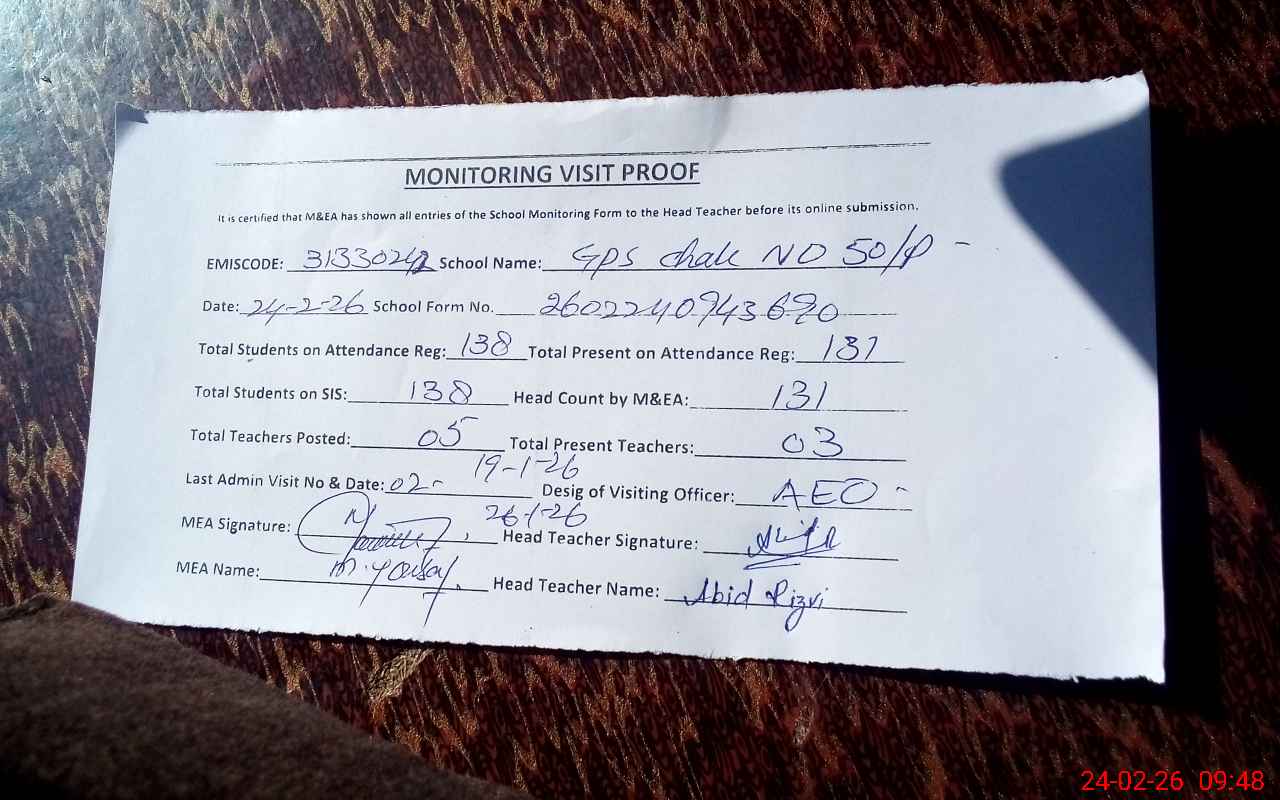 MONITORING VISIT PROOF
It is certified that M&EA has shown all entries of the School Monitoring Form to the Head Teacher before its online submission.
EMISCODE: 31330242 School Name: GPS chak NO 50/P -
Date: 24-2-26 School Form No. 2602240943690
Total Students on Attendance Reg: 138 Total Present on Attendance Reg: 131
Total Students on SIS: 138 Head Count by M&EA: 131
Total Teachers Posted: 05 Total Present Teachers: 03
19-1-26
Last Admin Visit No & Date: 02- Desig of Visiting Officer: AEO -
26-1-26
MEA Signature: Head Teacher Signature:
MEA Name: M. Yousaf Head Teacher Name: Abid Rizvi
24-02-26 09:48